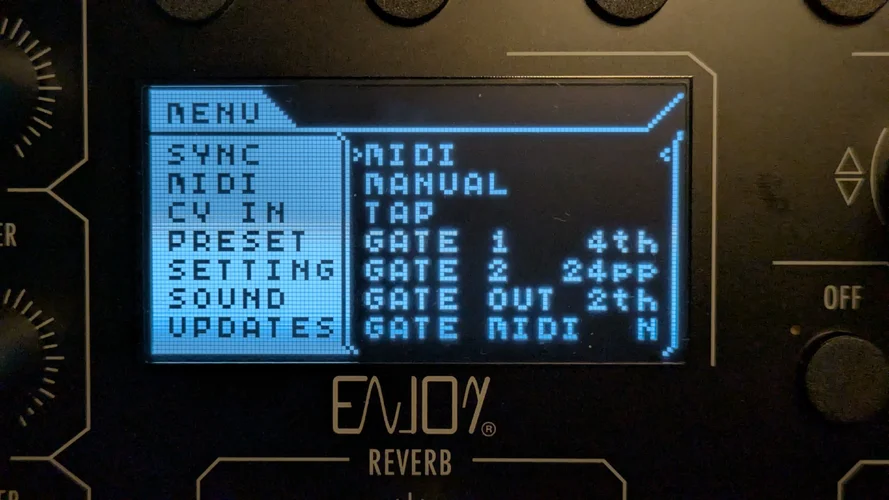 MENU
SYNC
MIDI
CV IN
PRESET
SETTING
SOUND
UPDATES
MIDI
MANUAL
TAP
GATE 1 4th
GATE 2 24pp
GATE OUT 2th
GATE MIDI N
OFF
ENJOY®
REVERB